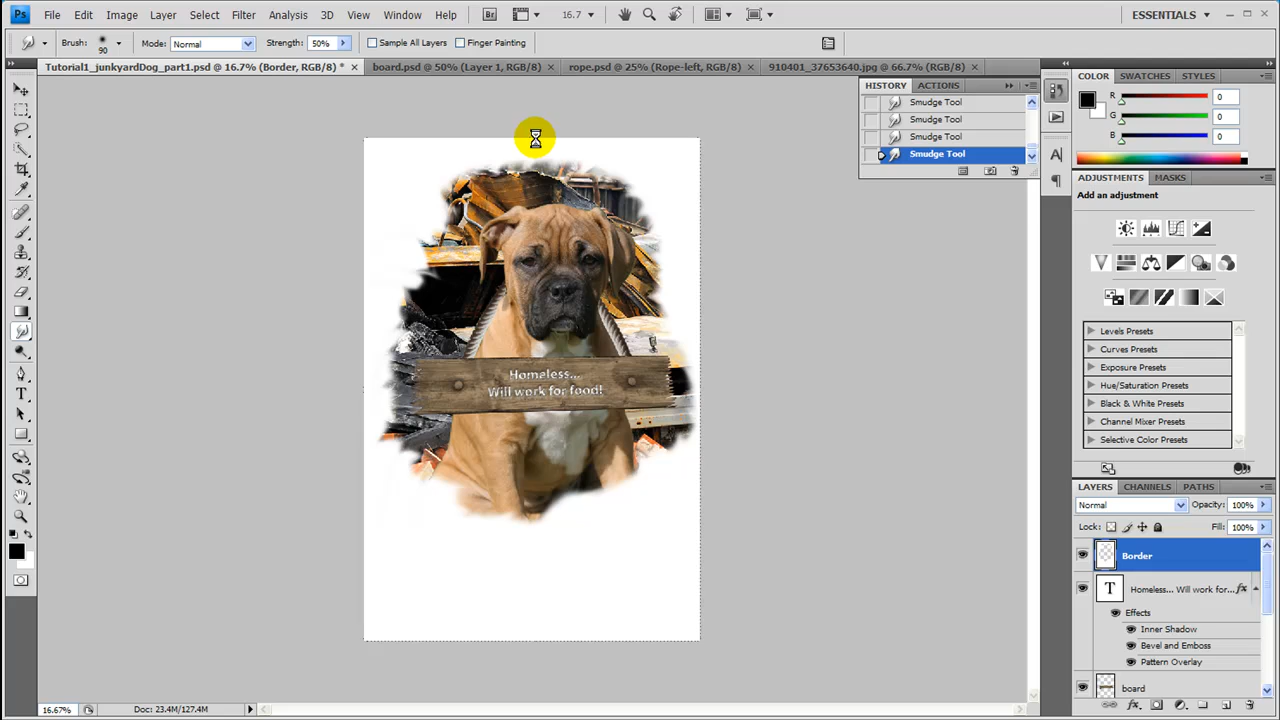 Ps File Edit Image Layer Select Filter Analysis 3D View Window Help Br 16.7 ESSENTIALS
Brush: 90 Mode: Normal Strength: 50% Sample All Layers Finger Painting
Tutorial1_junkyardDog_part1.psd @ 16.7% (Border, RGB/8) * board.psd @ 50% (Layer 1, RGB/8) rope.psd @ 25% (Rope-left, RGB/8) 910401_37653640.jpg @ 66.7% (RGB/8)
HISTORY ACTIONS
Smudge Tool
Smudge Tool
Smudge Tool
Smudge Tool
COLOR SWATCHES STYLES
R 0
G 0
B 0
ADJUSTMENTS MASKS
Add an adjustment
Levels Presets
Curves Presets
Exposure Presets
Hue/Saturation Presets
Black & White Presets
Channel Mixer Presets
Selective Color Presets
Homeless...
Will work for food!
LAYERS CHANNELS PATHS
Normal Opacity: 100%
Lock: Fill: 100%
Border
T Homeless... Will work for... fx
Effects
Inner Shadow
Bevel and Emboss
Pattern Overlay
board
16.67% Doc: 23.4M/127.4M